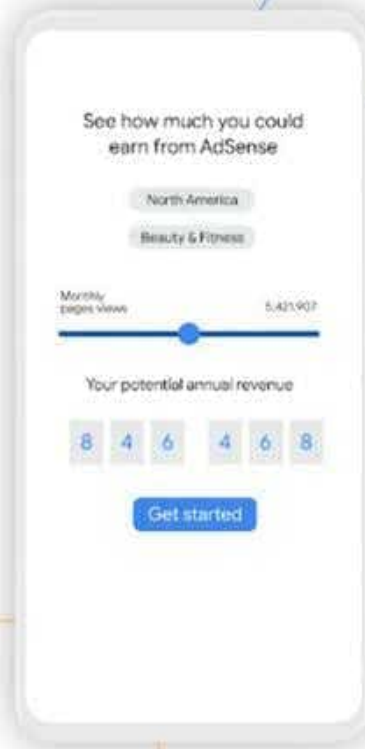 See how much you could
earn from AdSense
North America
Beauty & Fitness
Monthly
pages views
5,421,907
Your potential annual revenue
8 4 6 4 6 8
Get started